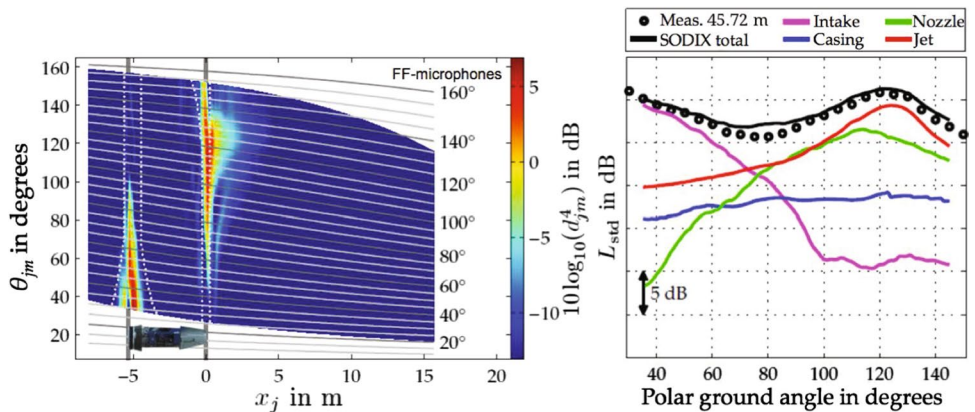 FF-microphones
160
140
120
100
80
60
40
20
θjm in degrees
160°
140°
120°
100°
80°
60°
40°
20°
-5 0 5 10 15 20
xj in m
5
0
-5
-10
10log10(d4jm) in dB
Meas. 45.72 m Intake Nozzle
SODIX total Casing Jet
Lstd in dB
5 dB
40 60 80 100 120 140
Polar ground angle in degrees